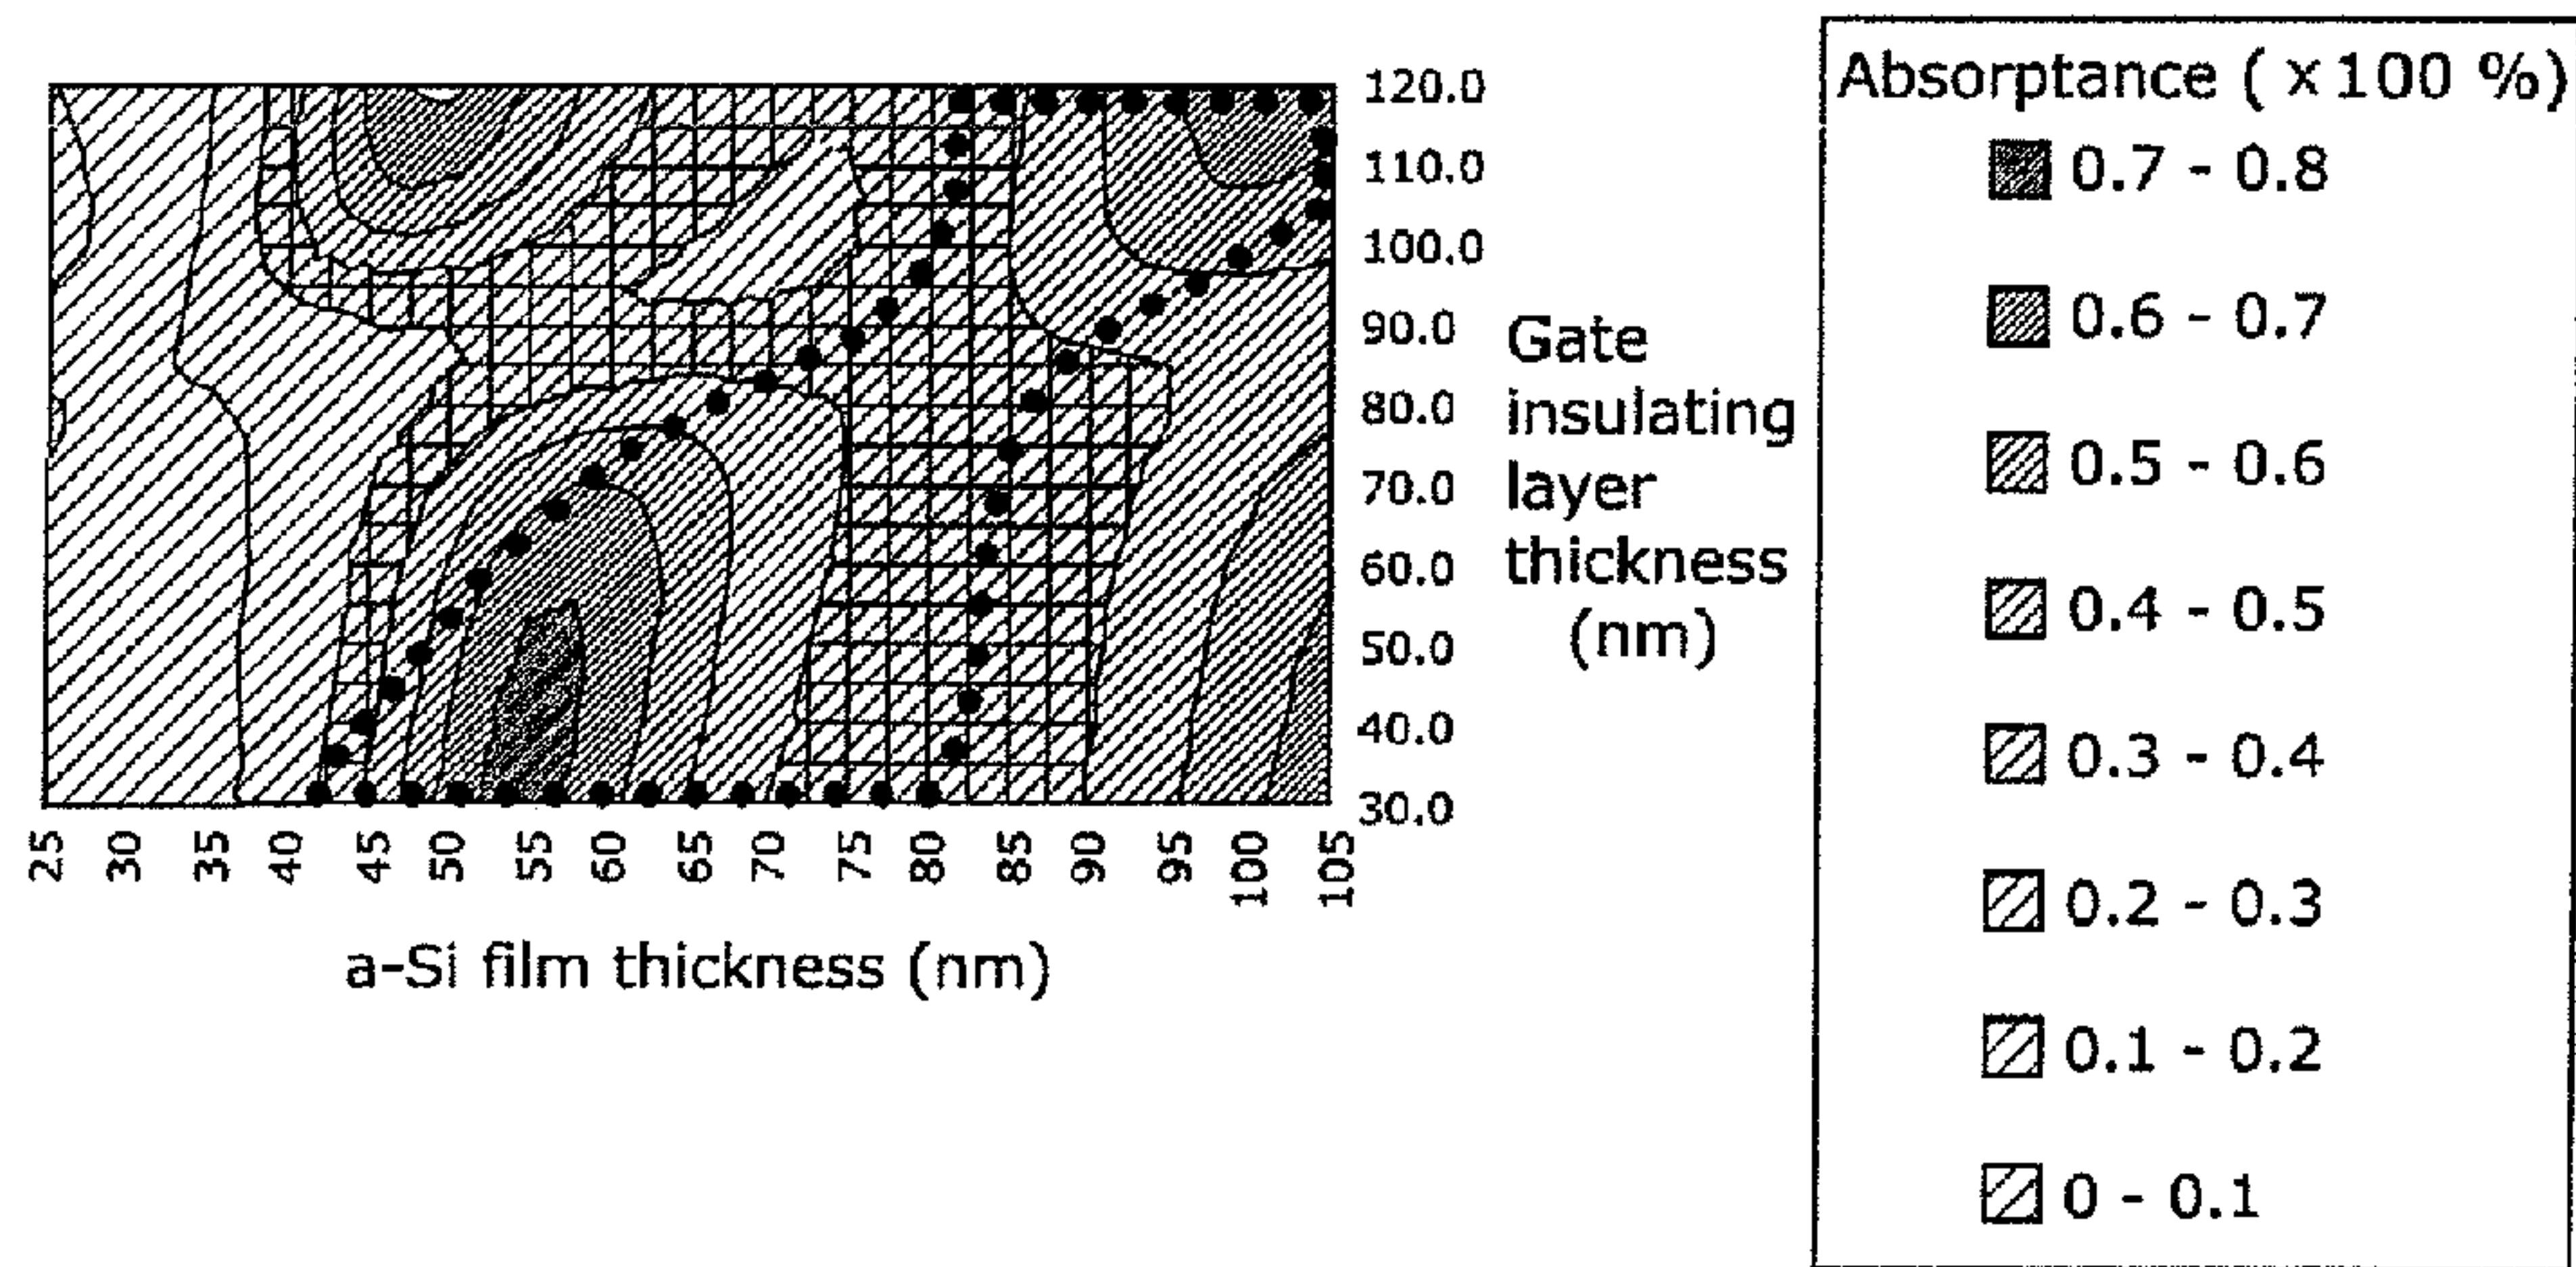 120.0
110.0
100.0
90.0
80.0
70.0
60.0
50.0
40.0
30.0
Gate
insulating
layer
thickness
(nm)
25 30 35 40 45 50 55 60 65 70 75 80 85 90 95 100 105
a-Si film thickness (nm)
Absorptance ( ×100 %)
0.7 - 0.8
0.6 - 0.7
0.5 - 0.6
0.4 - 0.5
0.3 - 0.4
0.2 - 0.3
0.1 - 0.2
0 - 0.1